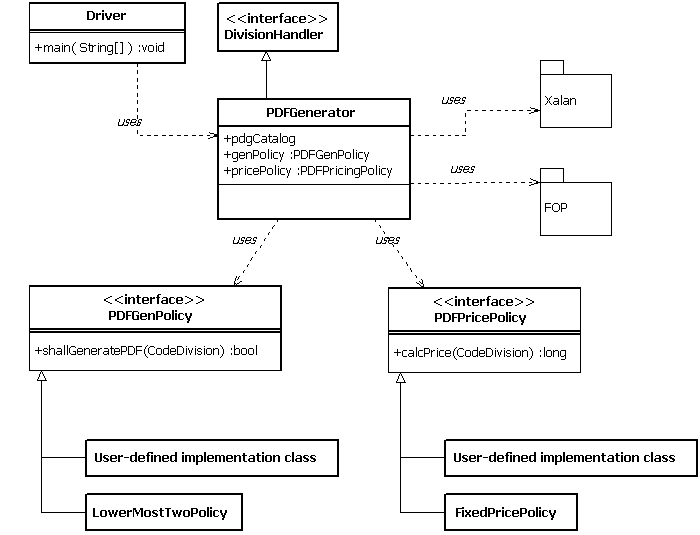 Driver
+main( String[] ) :void
<<interface>>
DivisionHandler
uses
PDFGenerator
+pdgCatalog
+genPolicy :PDFGenPolicy
+pricePolicy :PDFPricingPolicy
uses
Xalan
uses
FOP
uses
uses
<<interface>>
PDFGenPolicy
+shallGeneratePDF(CodeDivision) :bool
<<interface>>
PDFPricePolicy
+calcPrice(CodeDivision) :long
User-defined implementation class
LowerMostTwoPolicy
User-defined implementation class
FixedPricePolicy